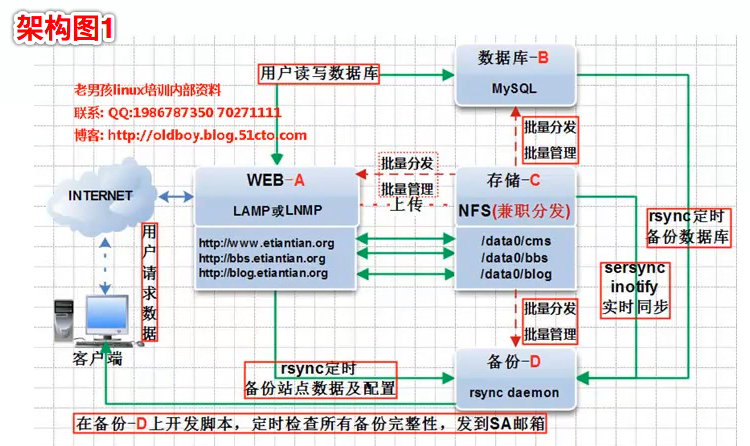 架构图1
数据库-B
MySQL
用户读写数据库
老男孩linux培训内部资料
联系: QQ:1986787350 70271111
博客: http://oldboy.blog.51cto.com
批量分发
批量管理
INTERNET
WEB-A
LAMP或LNMP
http://www.etiantian.org
http://bbs.etiantian.org
http://blog.etiantian.org
批量分发
批量管理
上传
存储-C
NFS(兼职分发)
/data0/cms
/data0/bbs
/data0/blog
rsync定时
备份数据库
sersync
inotify
实时同步
用户请求数据
客户端
批量分发
批量管理
rsync定时
备份站点数据及配置
备份-D
rsync daemon
在备份-D上开发脚本，定时检查所有备份完整性，发到SA邮箱